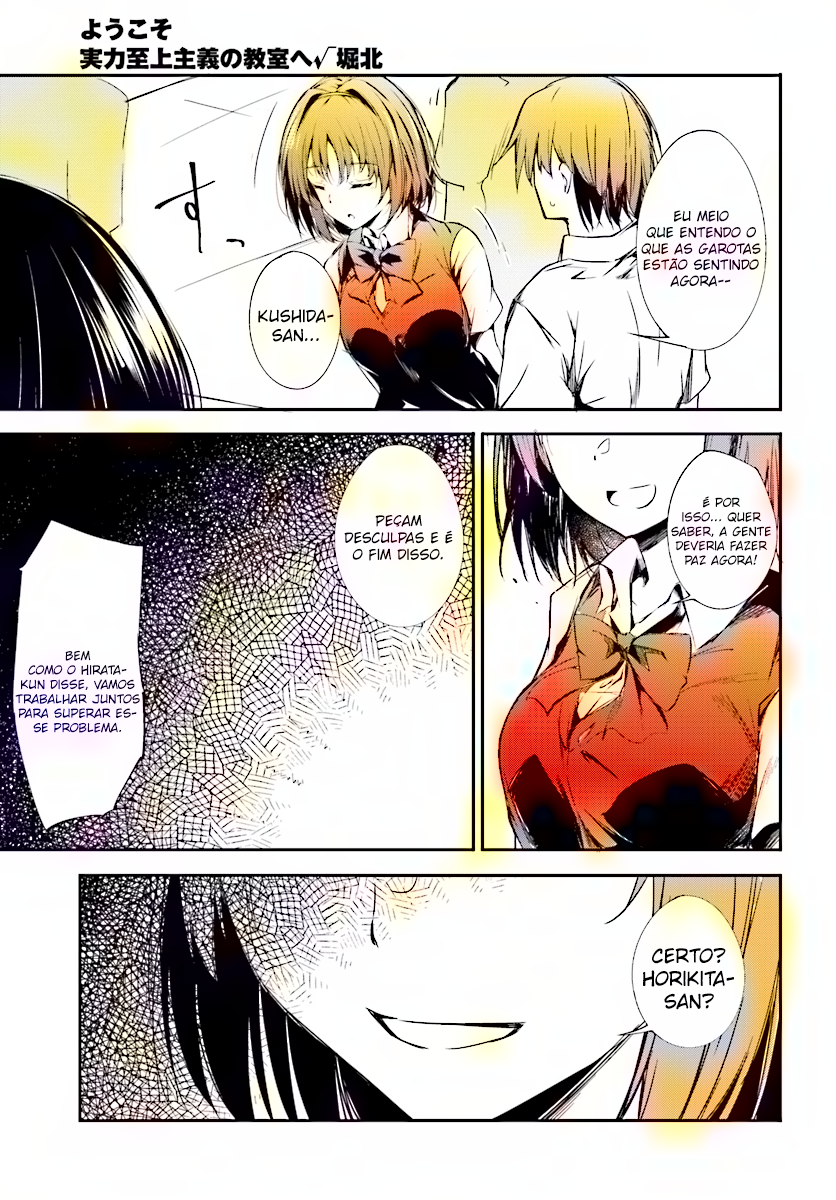 ようこそ
実力至上主義の教室へ√堀北
EU MEIO
QUE ENTENDO O
QUE AS GAROTAS
ESTÃO SENTINDO
AGORA--
すっ
KUSHIDA-
SAN...
É POR
ISSO... QUER
SABER, A GENTE
DEVERIA FAZER
PAZ AGORA!
PEÇAM
DESCULPAS E É
O FIM DISSO.
BEM
COMO O HIRATA-
KUN DISSE, VAMOS
TRABALHAR JUNTOS
PARA SUPERAR ES-
SE PROBLEMA.
CERTO?
HORIKITA-
SAN?